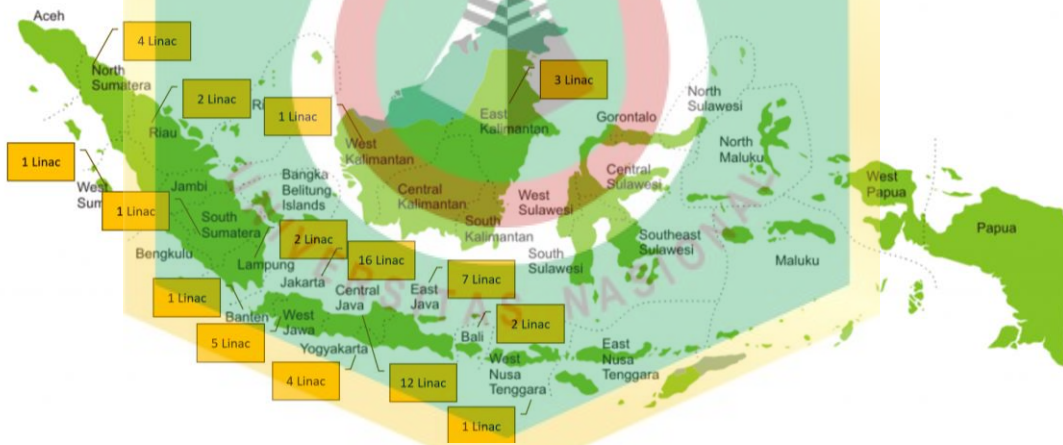 Aceh
4 Linac
North
Sumatera
2 Linac
Ri
1 Linac
3 Linac
North
Sulawesi
Riau
East
Kalimantan
Gorontalo
1 Linac
West
Kalimantan
North
Maluku
West
Sum
Jambi
Bangka
Belitung
Islands
Central
Kalimantan
West
Sulawesi
Central
Sulawesi
West
Papua
1 Linac
South
Sumatera
South
Kalimantan
Papua
Bengkulu
Lampung
2 Linac
16 Linac
South
Sulawesi
Southeast
Sulawesi
Maluku
Jakarta
Central
Java
East
Java
7 Linac
1 Linac
Banten
West
Jawa
2 Linac
Bali
5 Linac
Yogyakarta
West
Nusa
Tenggara
East
Nusa
Tenggara
4 Linac
12 Linac
1 Linac
UNIVERSITAS NASIONAL